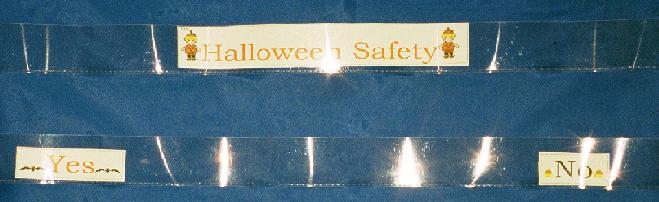 Halloween Safety
Yes
No